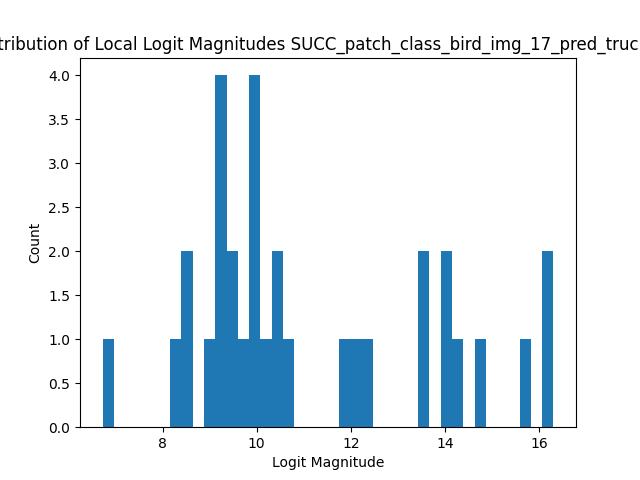 tribution of Local Logit Magnitudes SUCC_patch_class_bird_img_17_pred_truc
4.0
3.5
3.0
2.5
2.0
1.5
1.0
0.5
0.0
Count
8 10 12 14 16
Logit Magnitude